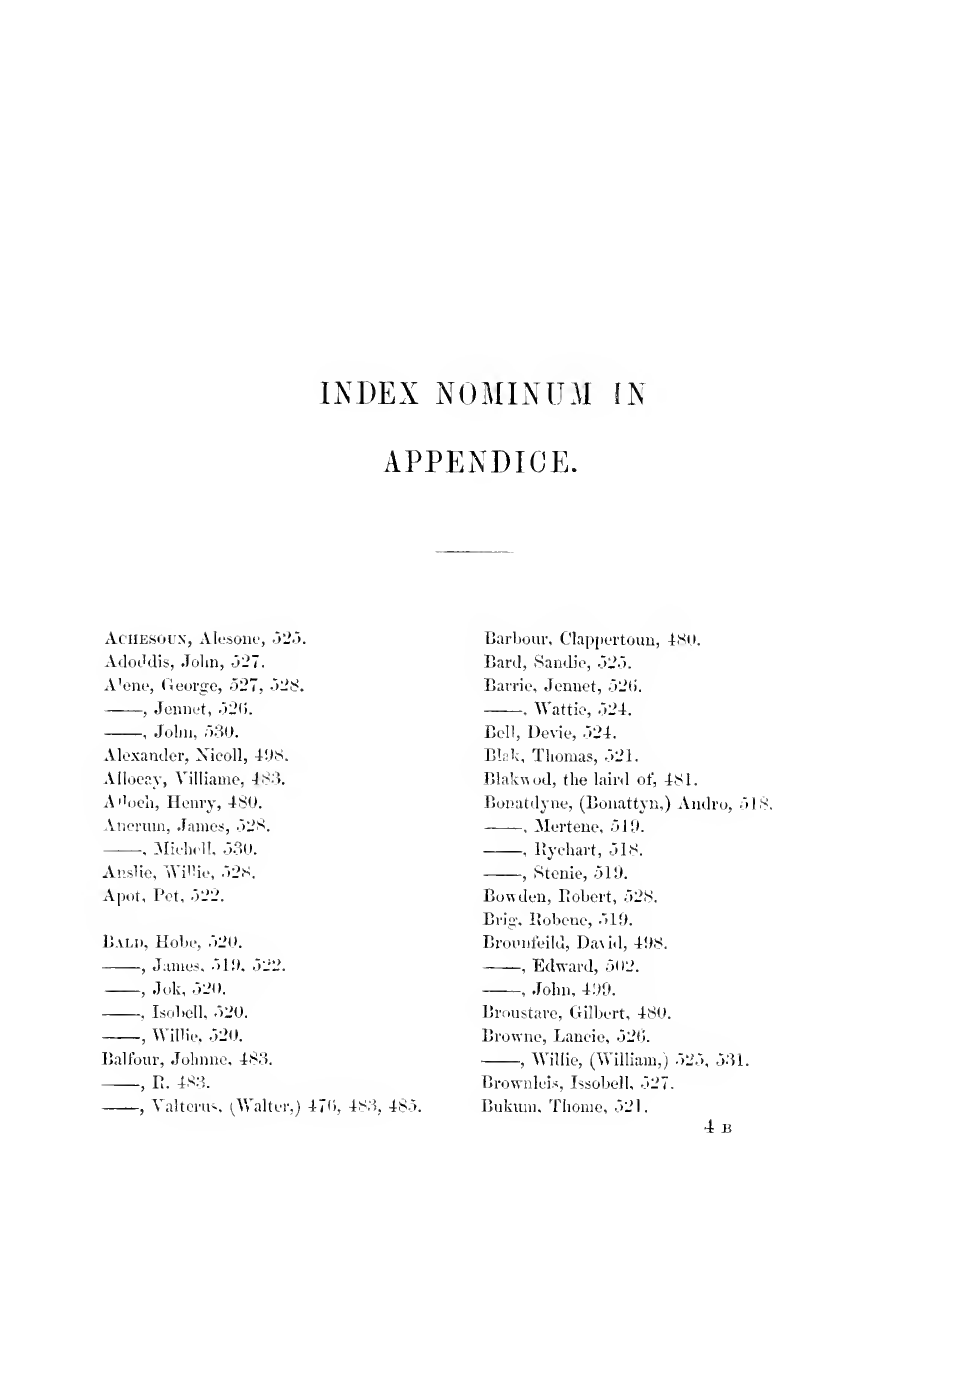 INDEX NOMINUM IN
APPENDICE.
ACHESOUN, Alesone, 525.
Adoddis, John, 527.
Alene, George, 527, 528.
——, Jennet, 526.
——, John, 530.
Alexander, Nicoll, 498.
Allocay, Villiame, 483.
Alloch, Henry, 480.
Ancrum, James, 528.
——, Michell, 530.
Anslie, Willie, 528.
Apot, Pet, 522.
BALD, Hobe, 520.
——, James, 519, 522.
——, Jok, 520.
——, Isobell, 520.
——, Willie, 520.
Balfour, Johnne, 483.
——, R. 483.
——, Valterus, (Walter,) 476, 483, 485.
Barbour, Clappertoun, 480.
Bard, Sandie, 525.
Barrie, Jennet, 526.
——, Wattie, 524.
Bell, Devie, 524.
Blak, Thomas, 521.
Blakwod, the laird of, 481.
Bonatdyne, (Bonattyn,) Andro, 518.
——, Mertene, 519.
——, Rychart, 518.
——, Stenie, 519.
Bowden, Robert, 528.
Brig, Robene, 519.
Brounfeild, David, 498.
——, Edward, 502.
——, John, 499.
Broustare, Gilbert, 480.
Browne, Lancie, 526.
——, Willie, (William,) 525, 531.
Brownleis, Issobell, 527.
Bukum, Thome, 521.
4 B